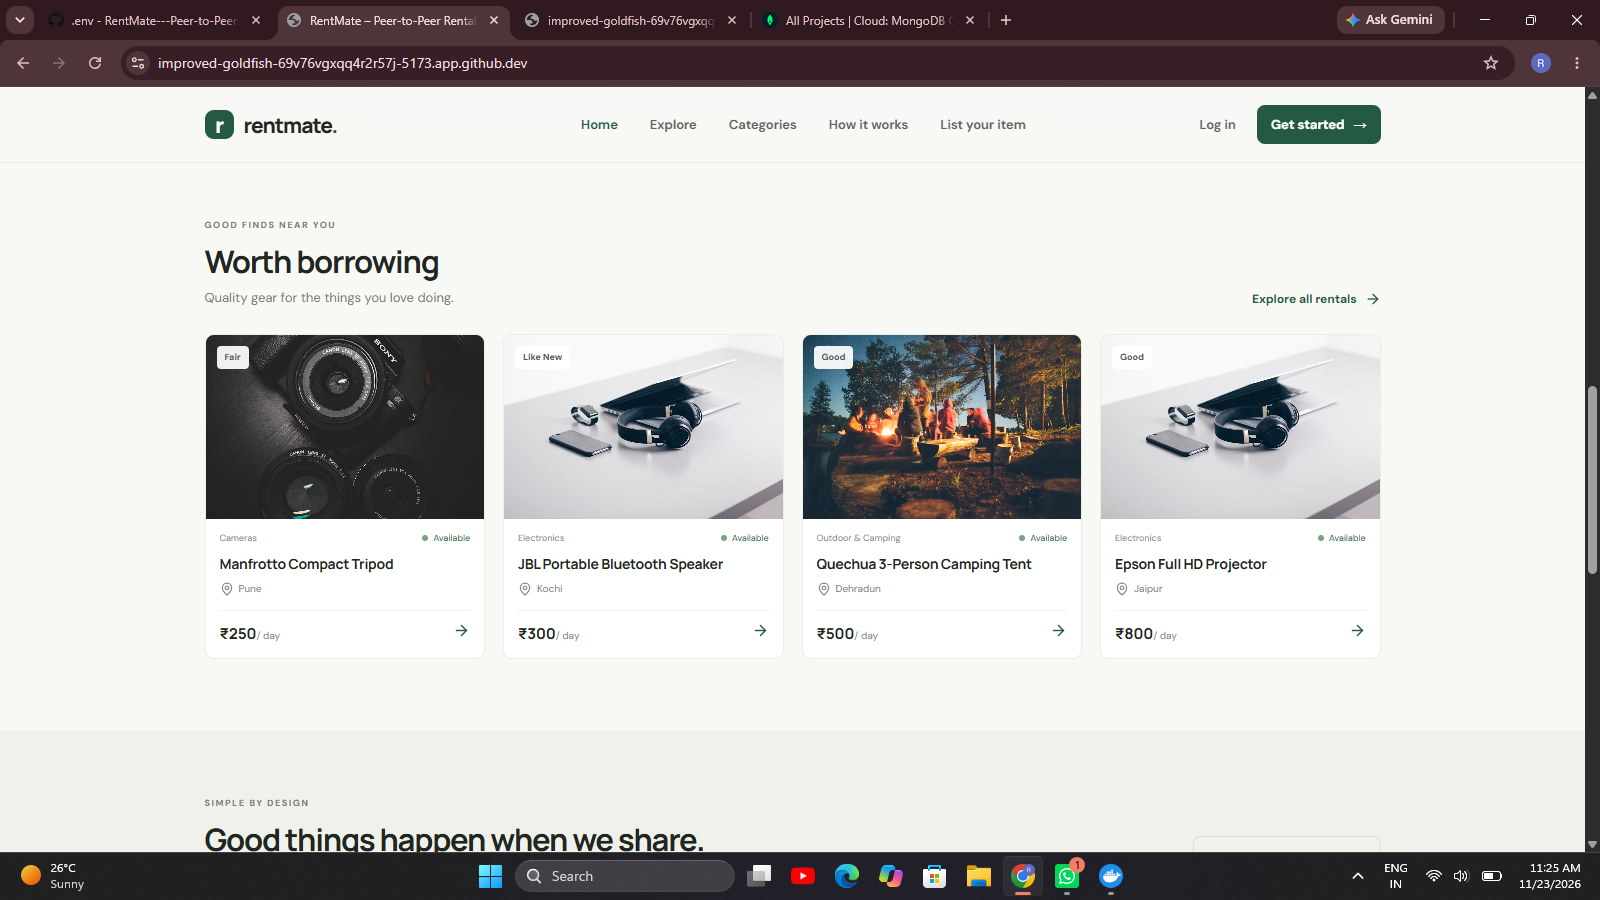 .env - RentMate---Peer-to-Peer
RentMate – Peer-to-Peer Renta
improved-goldfish-69v76vgxqq
All Projects | Cloud: MongoDB C
Ask Gemini
improved-goldfish-69v76vgxqq4r2r57j-5173.app.github.dev
R
r rentmate.
Home
Explore
Categories
How it works
List your item
Log in
Get started →
GOOD FINDS NEAR YOU
Worth borrowing
Quality gear for the things you love doing.
Explore all rentals
Fair
SONY
Like New
Good
Good
Cameras
Available
Electronics
Available
Outdoor & Camping
Available
Electronics
Available
Manfrotto Compact Tripod
JBL Portable Bluetooth Speaker
Quechua 3-Person Camping Tent
Epson Full HD Projector
Pune
Kochi
Dehradun
Jaipur
₹250/ day
₹300/ day
₹500/ day
₹800/ day
SIMPLE BY DESIGN
Good things happen when we share.
26°C
Sunny
Search
1
ENG
IN
11:25 AM
11/23/2026